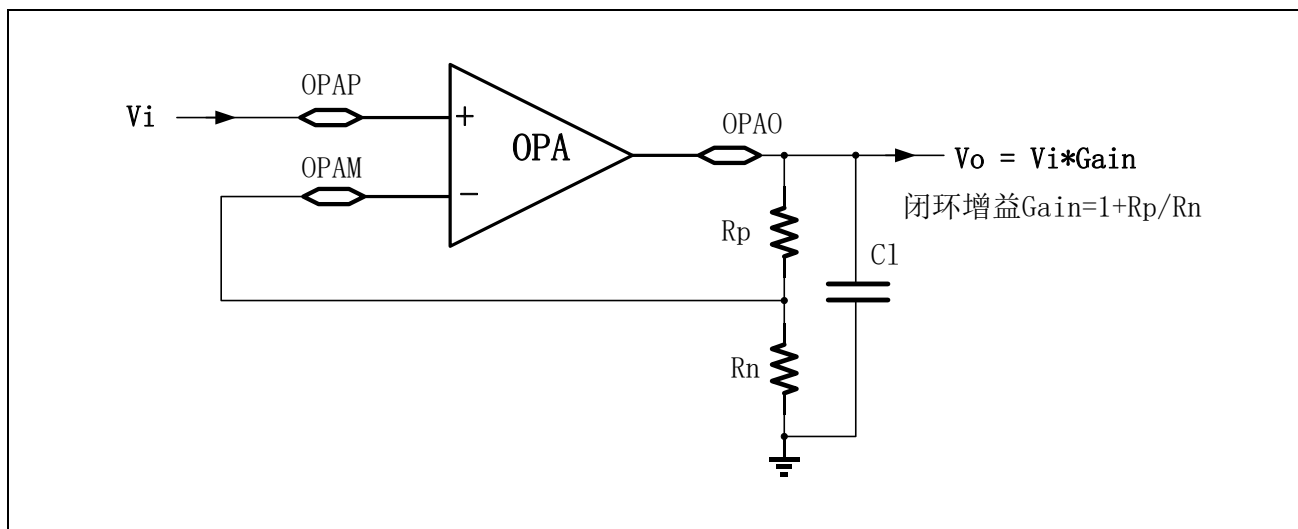 OPAP
Vi
+
OPA
OPAO
OPAM
−
Vo = Vi*Gain
闭环增益Gain=1+Rp/Rn
Rp
Cl
Rn